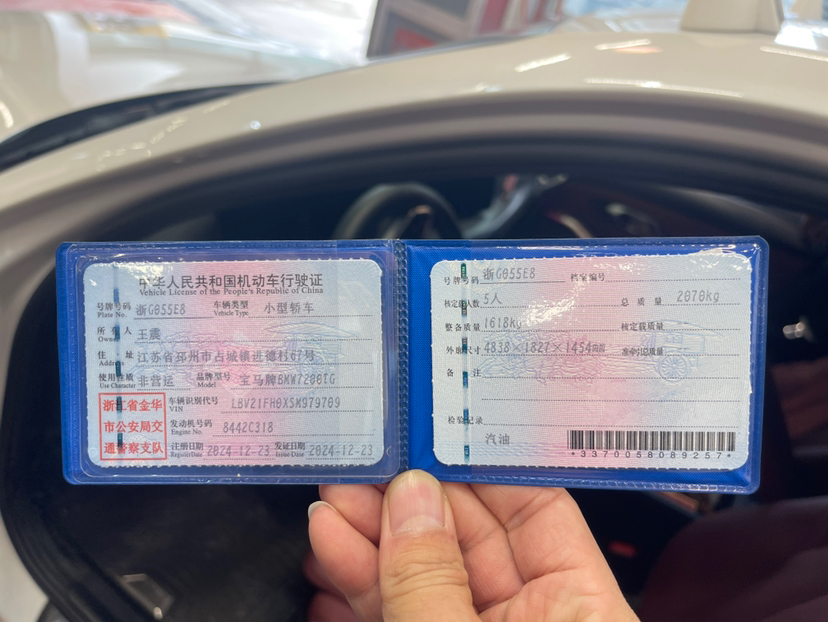 中华人民共和国机动车行驶证
Vehicle License of the People's Republic of China
号牌号码 浙G055E8 车辆类型 小型轿车
Plate No. Vehicle Type
所有人 王震
Owner
住址 江苏省邳州市占城镇进德村67号
Address
使用性质 非营运 品牌型号 宝马牌BMW7200TG
Use Character Model
浙江省金华
市公安局交
通警察支队
车辆识别代号
VIN
发动机号码 8442C318
Engine No.
注册日期 2024-12-23 发证日期 2024-12-23
Register Date Issue Date
号牌号码 浙G055E8 档案编号
核定载人数 5人 总质量 2070kg
整备质量 1618kg 核定载质量
外廓尺寸 4838×1827×1454mm 准牵引总质量
备注
检验记录
汽油
*3370058089257*